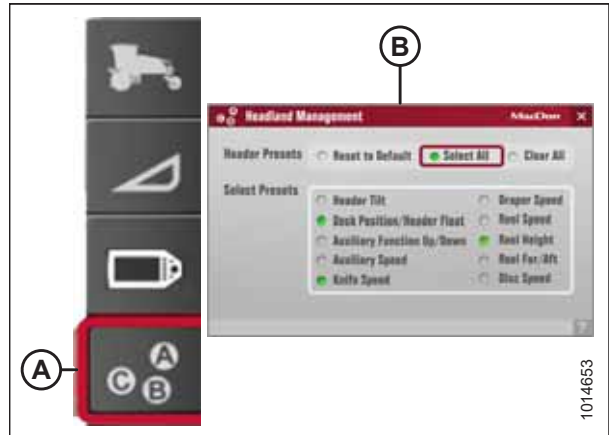 B
Headland Management MacDon
Header Presets Reset to Default Select All Clear All
Select Presets
Header Tilt Draper Speed
Deck Position/Header Float Reel Speed
Auxiliary Function Up/Down Reel Height
Auxiliary Speed Reel For/Aft
Knife Speed Disc Speed
?
A
A
C B
1014653